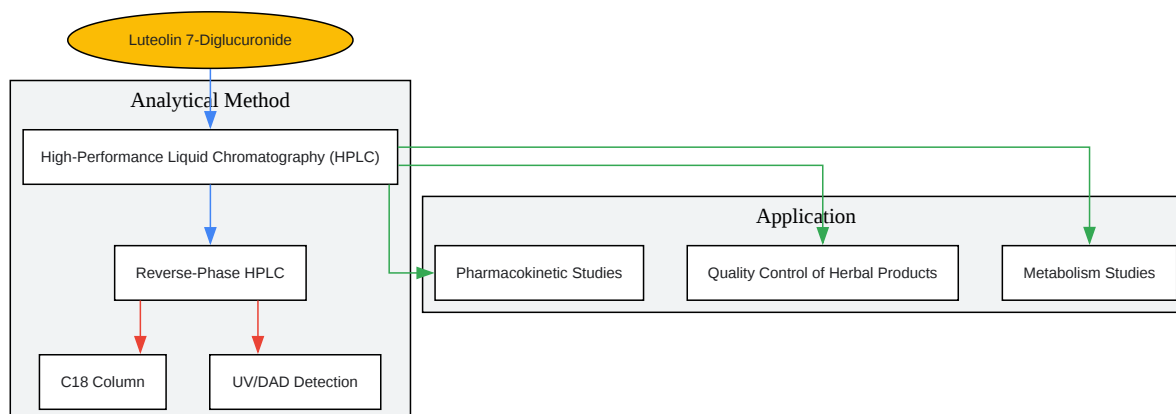 Luteolin 7-Diglucuronide
Analytical Method
High-Performance Liquid Chromatography (HPLC)
Application
Reverse-Phase HPLC
Pharmacokinetic Studies
Quality Control of Herbal Products
Metabolism Studies
C18 Column
UV/DAD Detection